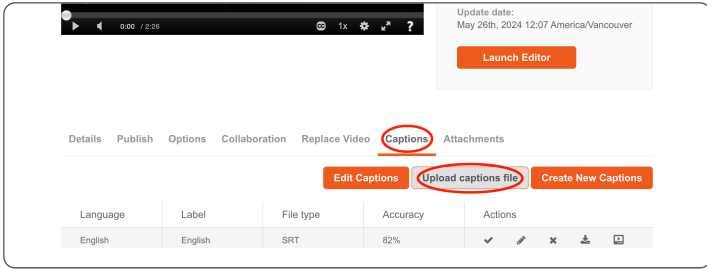 Update date:
May 26th, 2024 12:07 America/Vancouver
0:00 / 2:26
CC 1x ?
Launch Editor
Details Publish Options Collaboration Replace Video Captions Attachments
Edit Captions Upload captions file Create New Captions
Language Label File type Accuracy Actions
English English SRT 82%